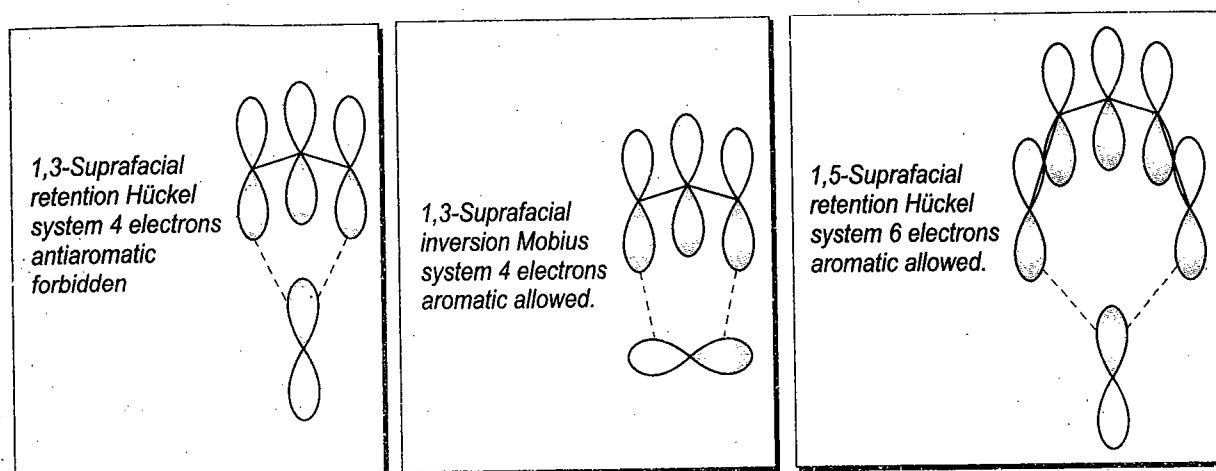 1,3-Suprafacial
retention Hückel
system 4 electrons
antiaromatic
forbidden
1,3-Suprafacial
inversion Mobius
system 4 electrons
aromatic allowed.
1,5-Suprafacial
retention Hückel
system 6 electrons
aromatic allowed.